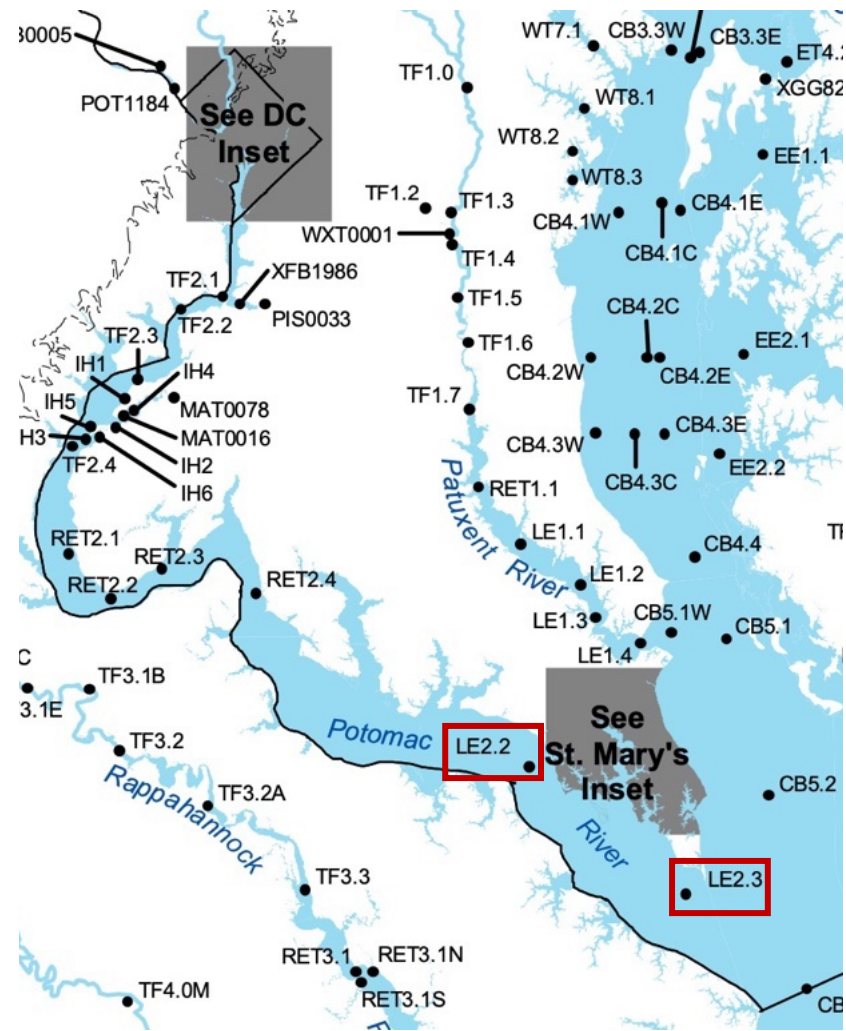 WT7.1
CB3.3W
CB3.3E
ET4.2
30005
TF1.0
XGG82
POT1184
See DC
Inset
WT8.1
WT8.2
EE1.1
WT8.3
TF1.2
TF1.3
CB4.1W
CB4.1E
WXT0001
CB4.1C
TF1.4
TF2.1
XFB1986
TF1.5
CB4.2C
TF2.2
PIS0033
TF2.3
TF1.6
EE2.1
IH1
IH4
CB4.2W
CB4.2E
IH5
MAT0078
TF1.7
CB4.3E
H3
MAT0016
CB4.3W
TF2.4
IH2
EE2.2
IH6
CB4.3C
RET1.1
Patuxent River
RET2.1
RET2.3
LE1.1
CB4.4
RET2.2
RET2.4
LE1.2
LE1.3
CB5.1W
CB5.1
LE1.4
C
TF3.1B
3.1E
See
St. Mary's
Inset
Potomac
LE2.2
TF3.2
CB5.2
Rappahannock
TF3.2A
River
TF3.3
LE2.3
RET3.1
RET3.1N
TF4.0M
RET3.1S
CB